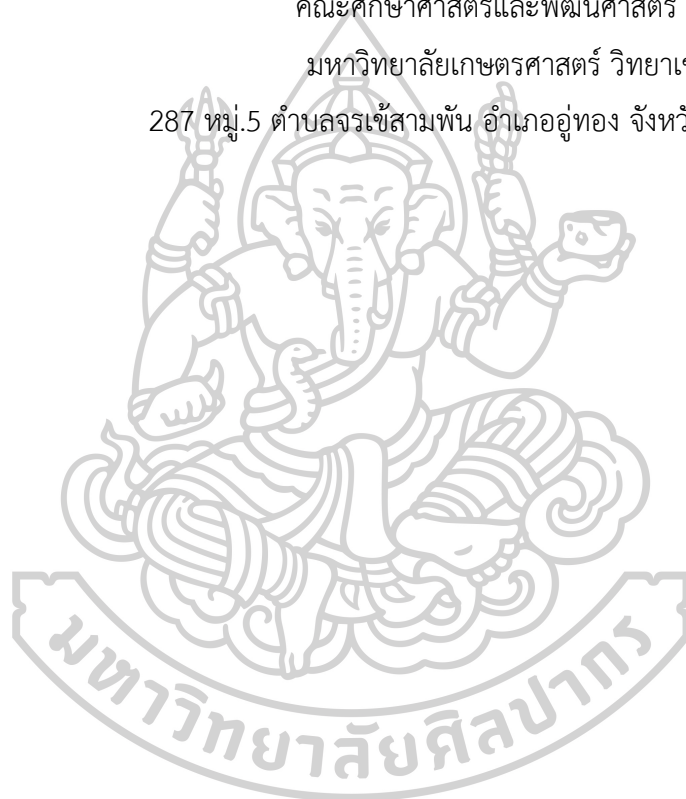 คณะศึกษาศาสตร์และพัฒนศาสตร์
มหาวิทยาลัยเกษตรศาสตร์
287 หมู่.5 ตำบลจรเข้สามพัน อำเภออู่ทอง
มหาวิทยาลัยศิลปากร